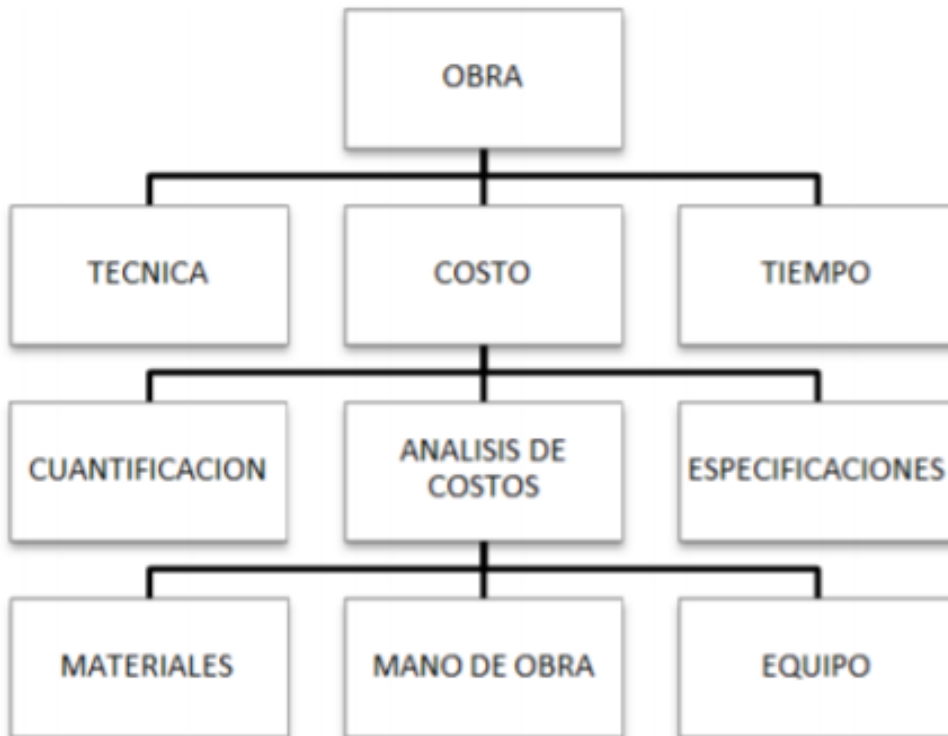 OBRA
TECNICA
COSTO
TIEMPO
CUANTIFICACION
ANALISIS DE
COSTOS
ESPECIFICACIONES
MATERIALES
MANO DE OBRA
EQUIPO